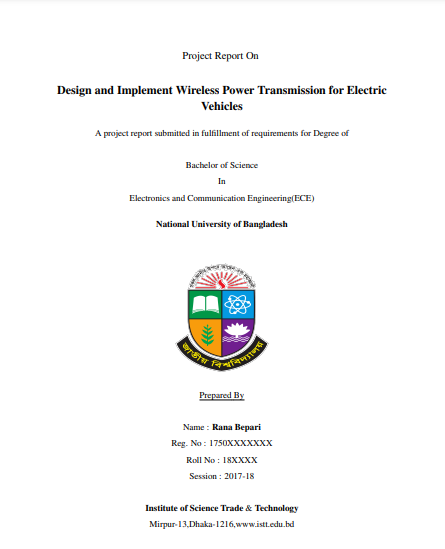 Project Report On
Design and Implement Wireless Power Transmission for Electric
Vehicles
A project report submitted in fulfillment of requirements for Degree of
Bachelor of Science
In
Electronics and Communication Engineering(ECE)
National University of Bangladesh
জাতীয় বিশ্ববিদ্যালয়
Prepared By
Name : Rana Bepari
Reg. No : 1750XXXXXXX
Roll No : 18XXXX
Session : 2017-18
Institute of Science Trade & Technology
Mirpur-13,Dhaka-1216,www.istt.edu.bd